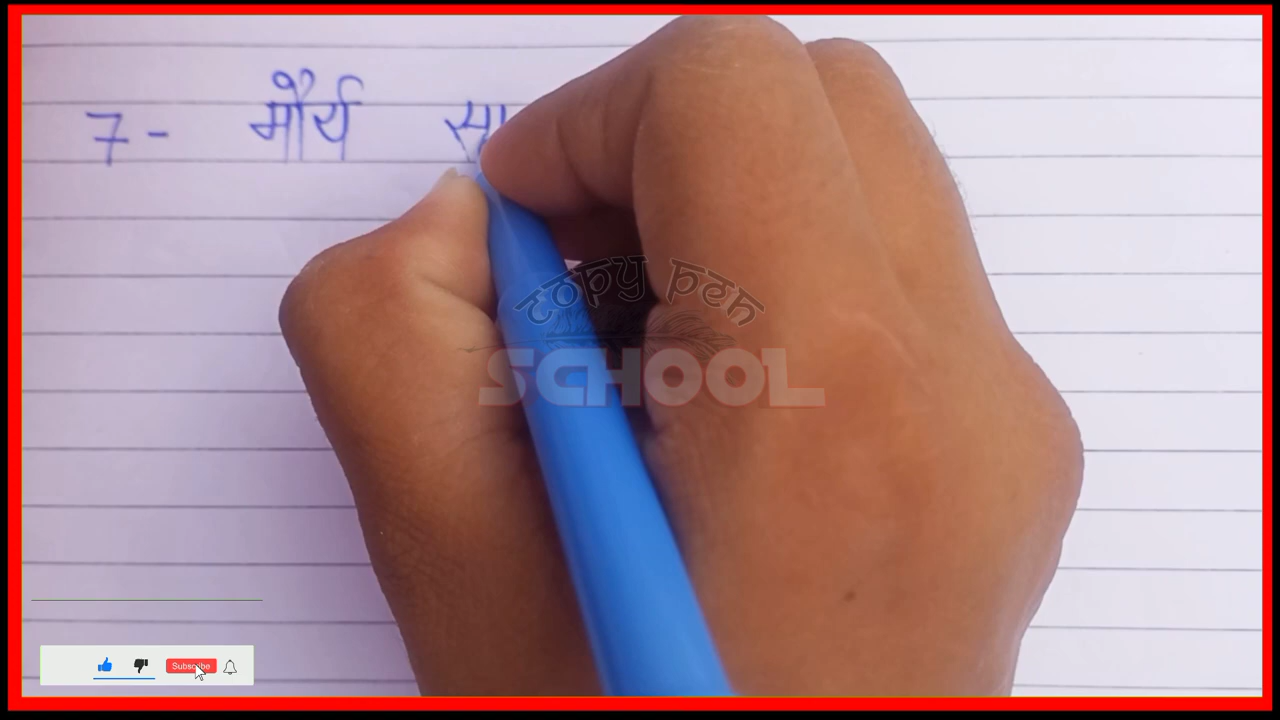 7- मौर्य
copy pen
SCHOOL
Subscribe